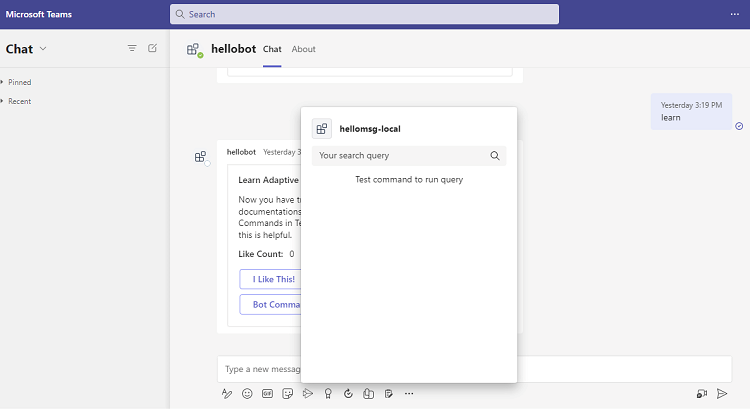 Microsoft Teams
Search
Chat
Pinned
Recent
hellobot Chat About
Yesterday 3:19 PM
learn
hellobot Yesterday 3
Learn Adaptive
Now you have t
documentations
Commands in Te
this is helpful.
Like Count: 0
I Like This!
Bot Comma
hellomsg-local
Your search query
Test command to run query
Type a new messag
GIF